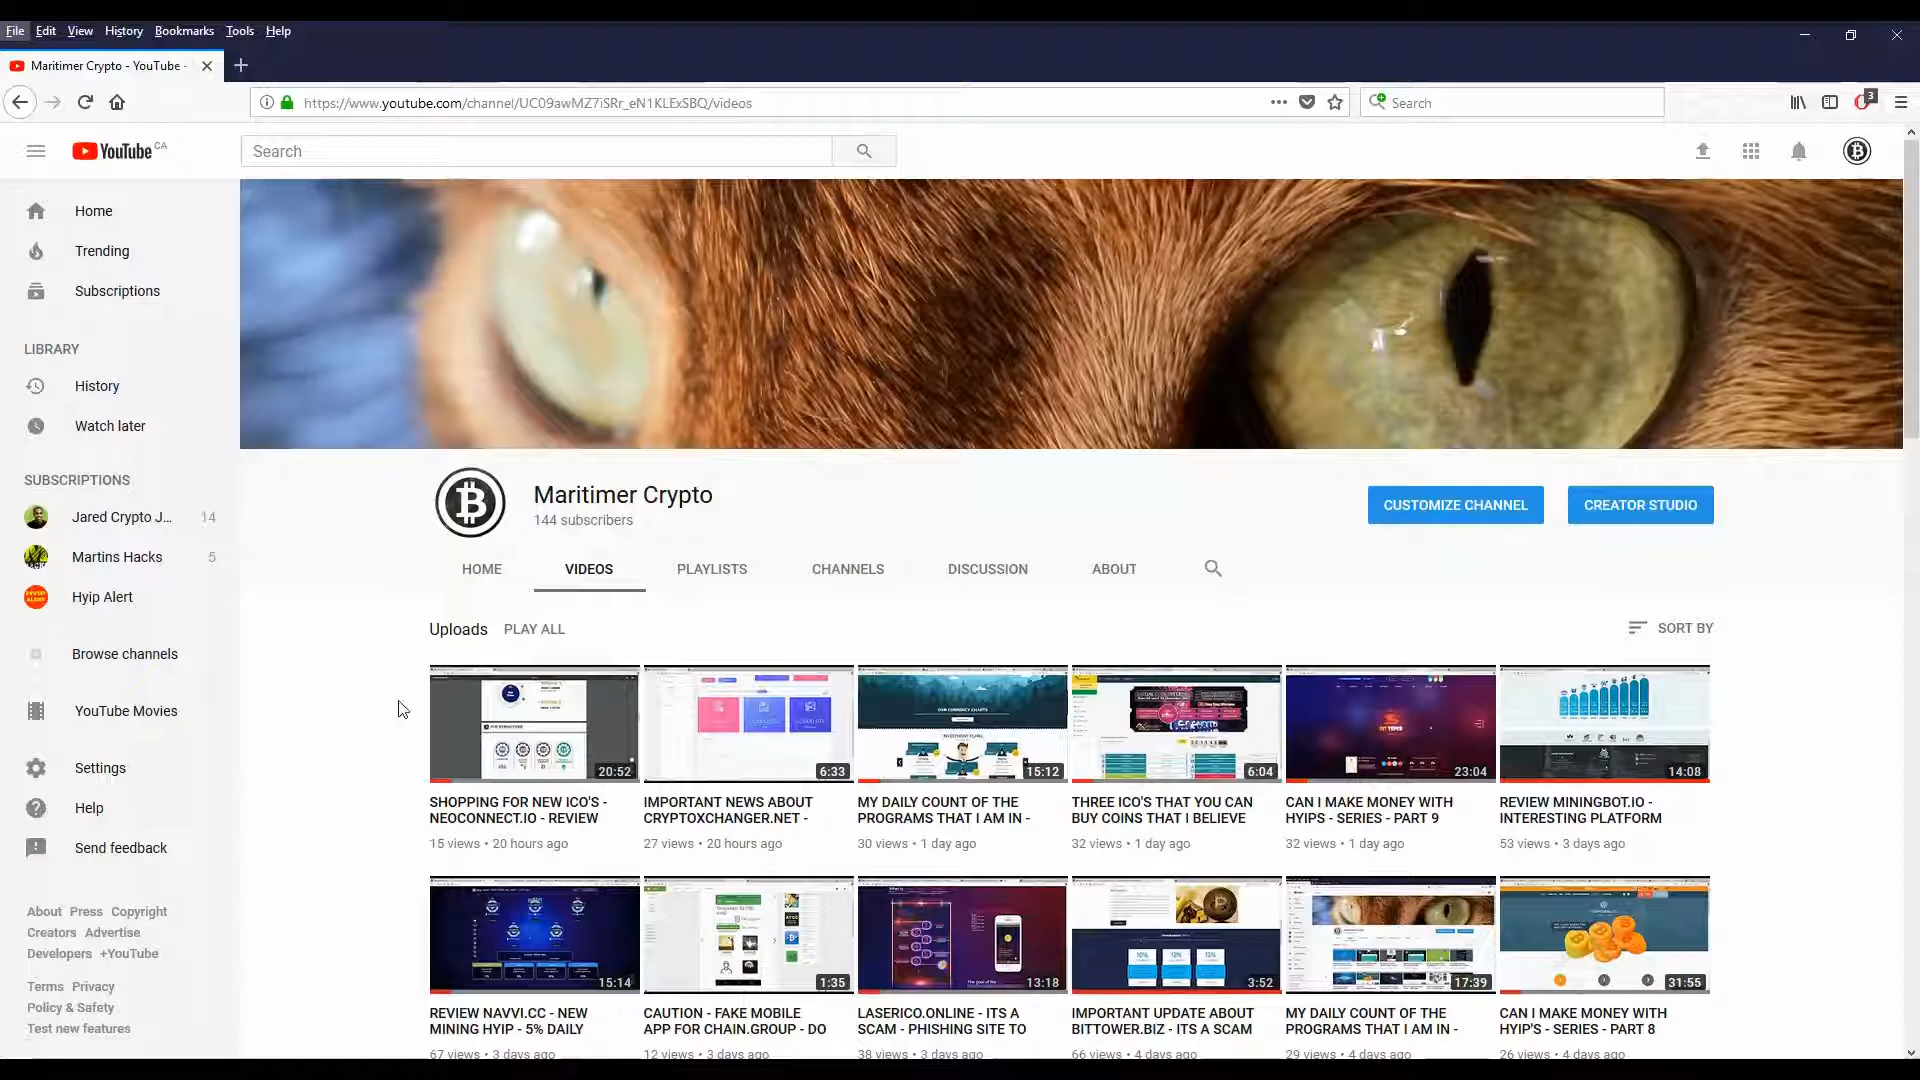 File Edit View History Bookmarks Tools Help
Maritimer Crypto - YouTube -
https://www.youtube.com/channel/UC09awMZ7iSRr_eN1KLExSBQ/videos
Search
3
YouTube CA
Search
Home
Trending
Subscriptions
LIBRARY
History
Watch later
SUBSCRIPTIONS
Jared Crypto J... 14
Martins Hacks 5
Hyip Alert
Browse channels
YouTube Movies
Settings
Help
Send feedback
About Press Copyright
Creators Advertise
Developers +YouTube
Terms Privacy
Policy & Safety
Test new features
Maritimer Crypto
144 subscribers
CUSTOMIZE CHANNEL
CREATOR STUDIO
HOME VIDEOS PLAYLISTS CHANNELS DISCUSSION ABOUT
Uploads PLAY ALL
SORT BY
20:52
SHOPPING FOR NEW ICO'S -
NEOCONNECT.IO - REVIEW
15 views • 20 hours ago
6:33
IMPORTANT NEWS ABOUT
CRYPTOXCHANGER.NET -
27 views • 20 hours ago
15:12
MY DAILY COUNT OF THE
PROGRAMS THAT I AM IN -
30 views • 1 day ago
6:04
THREE ICO'S THAT YOU CAN
BUY COINS THAT I BELIEVE
32 views • 1 day ago
23:04
CAN I MAKE MONEY WITH
HYIPS - SERIES - PART 9
32 views • 1 day ago
14:08
REVIEW MININGBOT.IO -
INTERESTING PLATFORM
53 views • 3 days ago
15:14
REVIEW NAVVI.CC - NEW
MINING HYIP - 5% DAILY
67 views • 3 days ago
1:35
CAUTION - FAKE MOBILE
APP FOR CHAIN.GROUP - DO
12 views • 3 days ago
13:18
LASERICO.ONLINE - ITS A
SCAM - PHISHING SITE TO
38 views • 3 days ago
3:52
IMPORTANT UPDATE ABOUT
BITTOWER.BIZ - ITS A SCAM
66 views • 4 days ago
17:39
MY DAILY COUNT OF THE
PROGRAMS THAT I AM IN -
29 views • 4 days ago
31:55
CAN I MAKE MONEY WITH
HYIP'S - SERIES - PART 8
26 views • 4 days ago